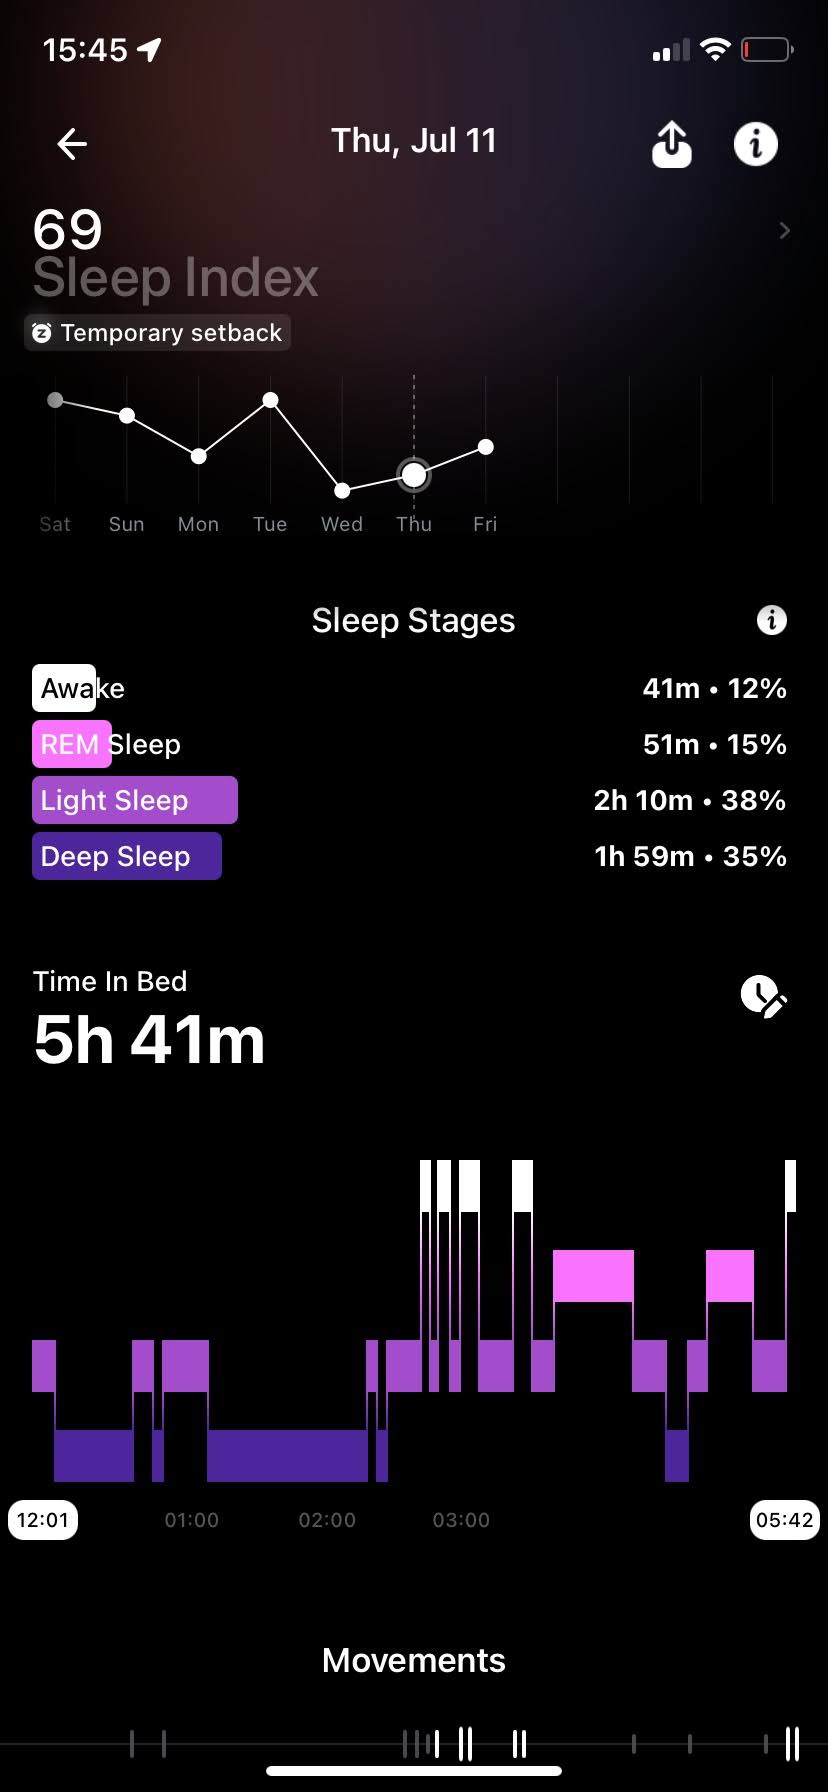 15:45
Thu, Jul 11
69
Sleep Index
Temporary setback
Sat Sun Mon Tue Wed Thu Fri
Sleep Stages
Awake 41m • 12%
REM Sleep 51m • 15%
Light Sleep 2h 10m • 38%
Deep Sleep 1h 59m • 35%
Time In Bed
5h 41m
12:01 01:00 02:00 03:00 05:42
Movements